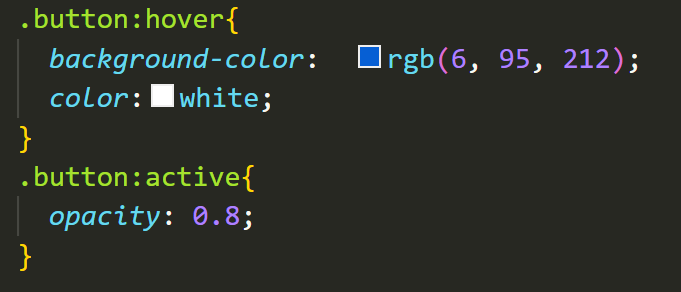 .button:hover{
background-color: rgb(6, 95, 212);
color: white;
}
.button:active{
opacity: 0.8;
}